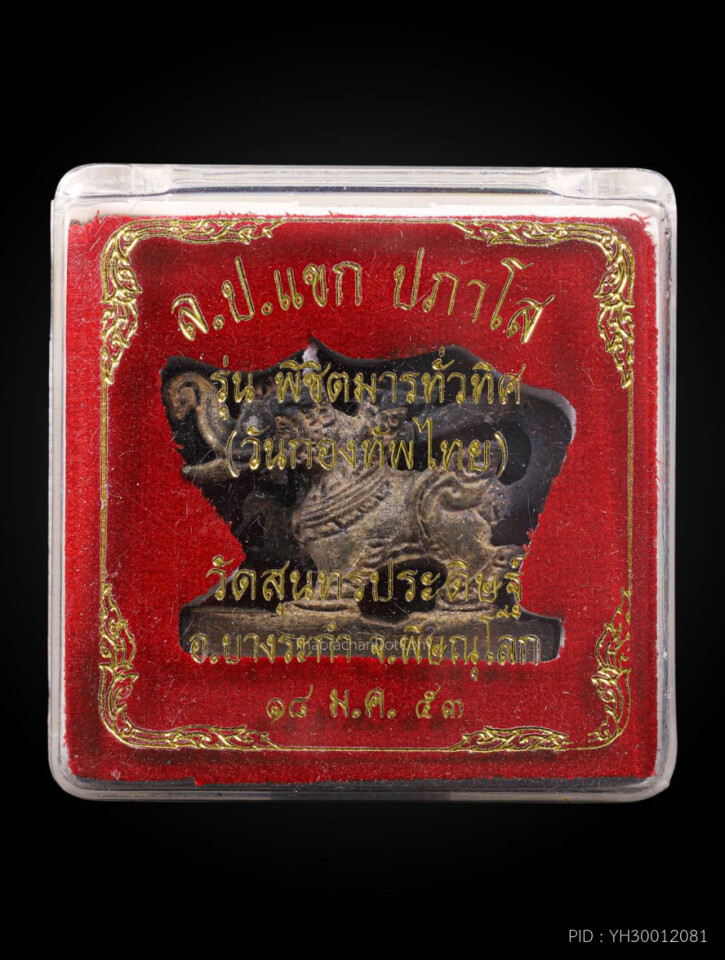 ล.ป.แขก ปภาโส
รุ่น พิชิตมารทั่วทิศ
(วันกองทัพไทย)
วัดสุนทรประดิษฐ์
อ.บางระกำ จ.พิษณุโลก
๑๘ ม.ค. ๕๓
PID : YH30012081